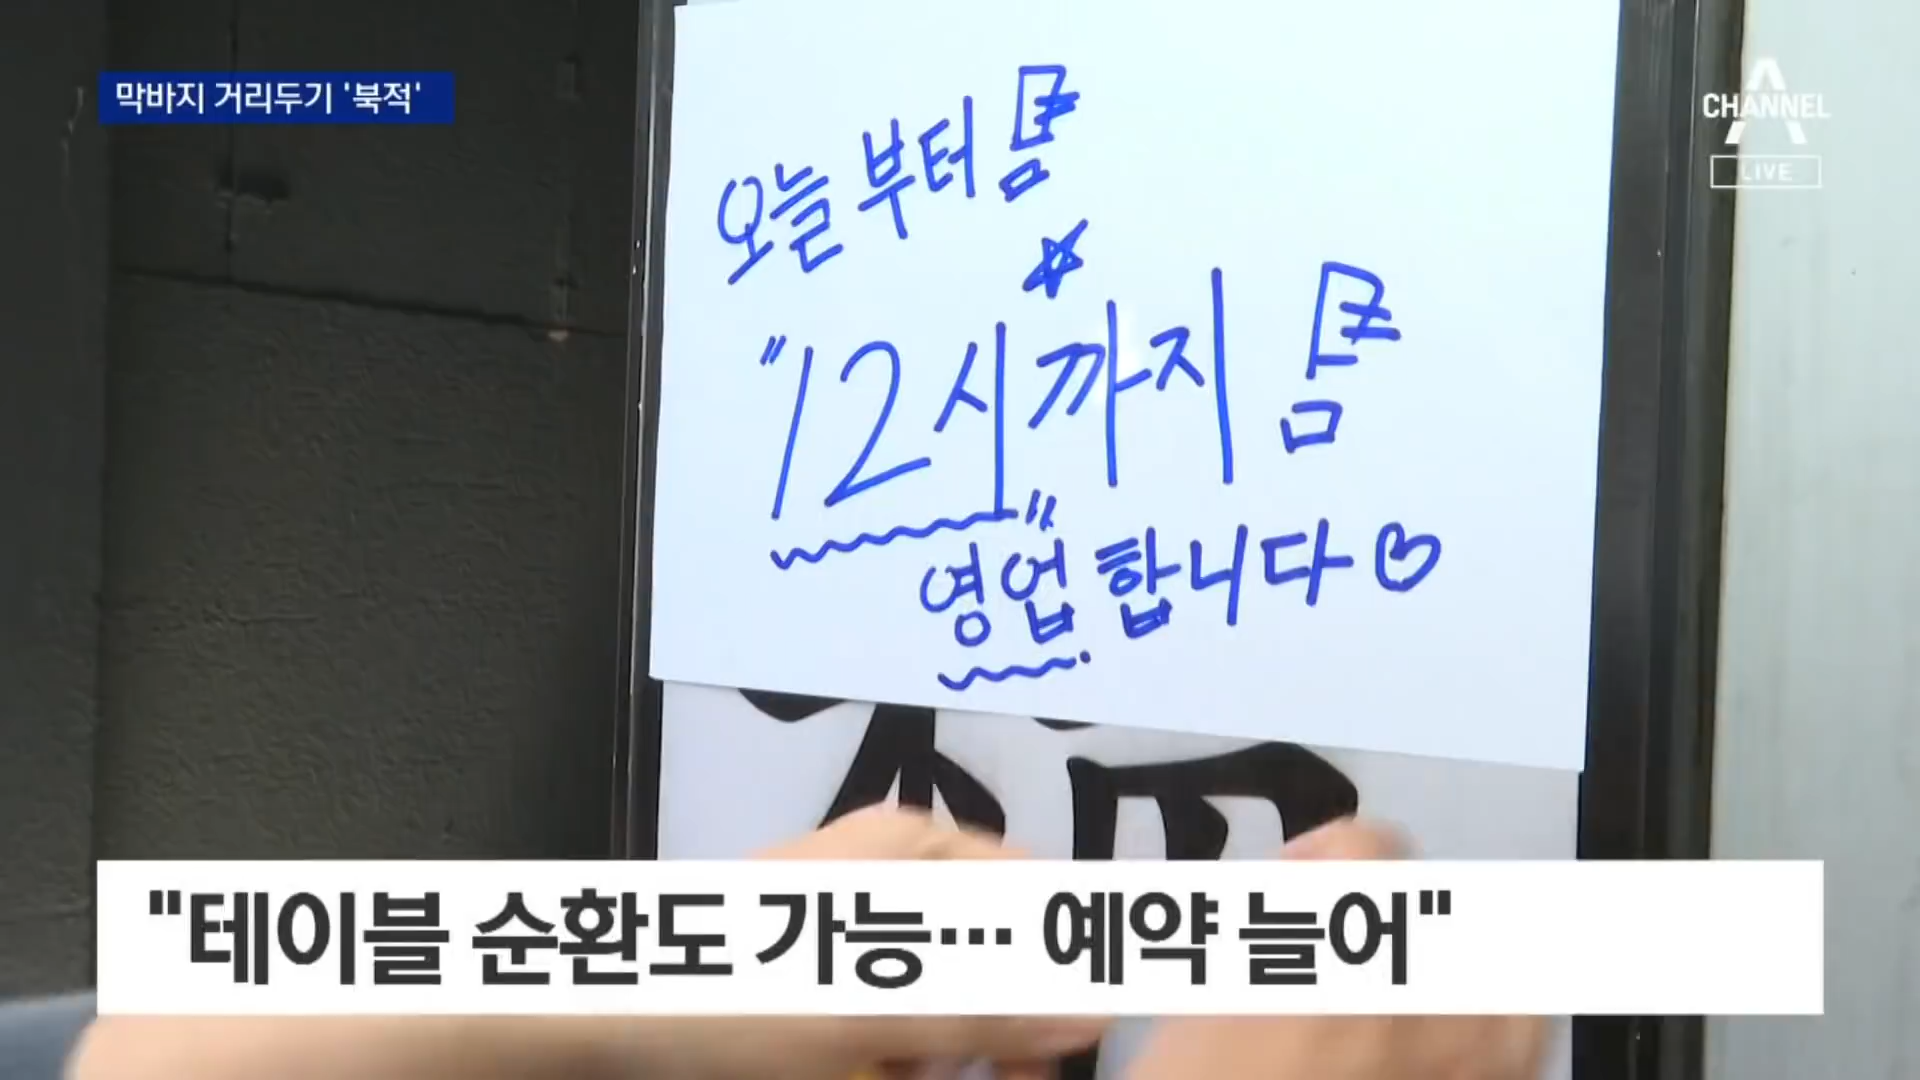 막바지 거리두기 '북적'
CHANNEL A
LIVE
오늘 부터
"12시까지
영업 합니다
"테이블 순환도 가능… 예약 늘어"